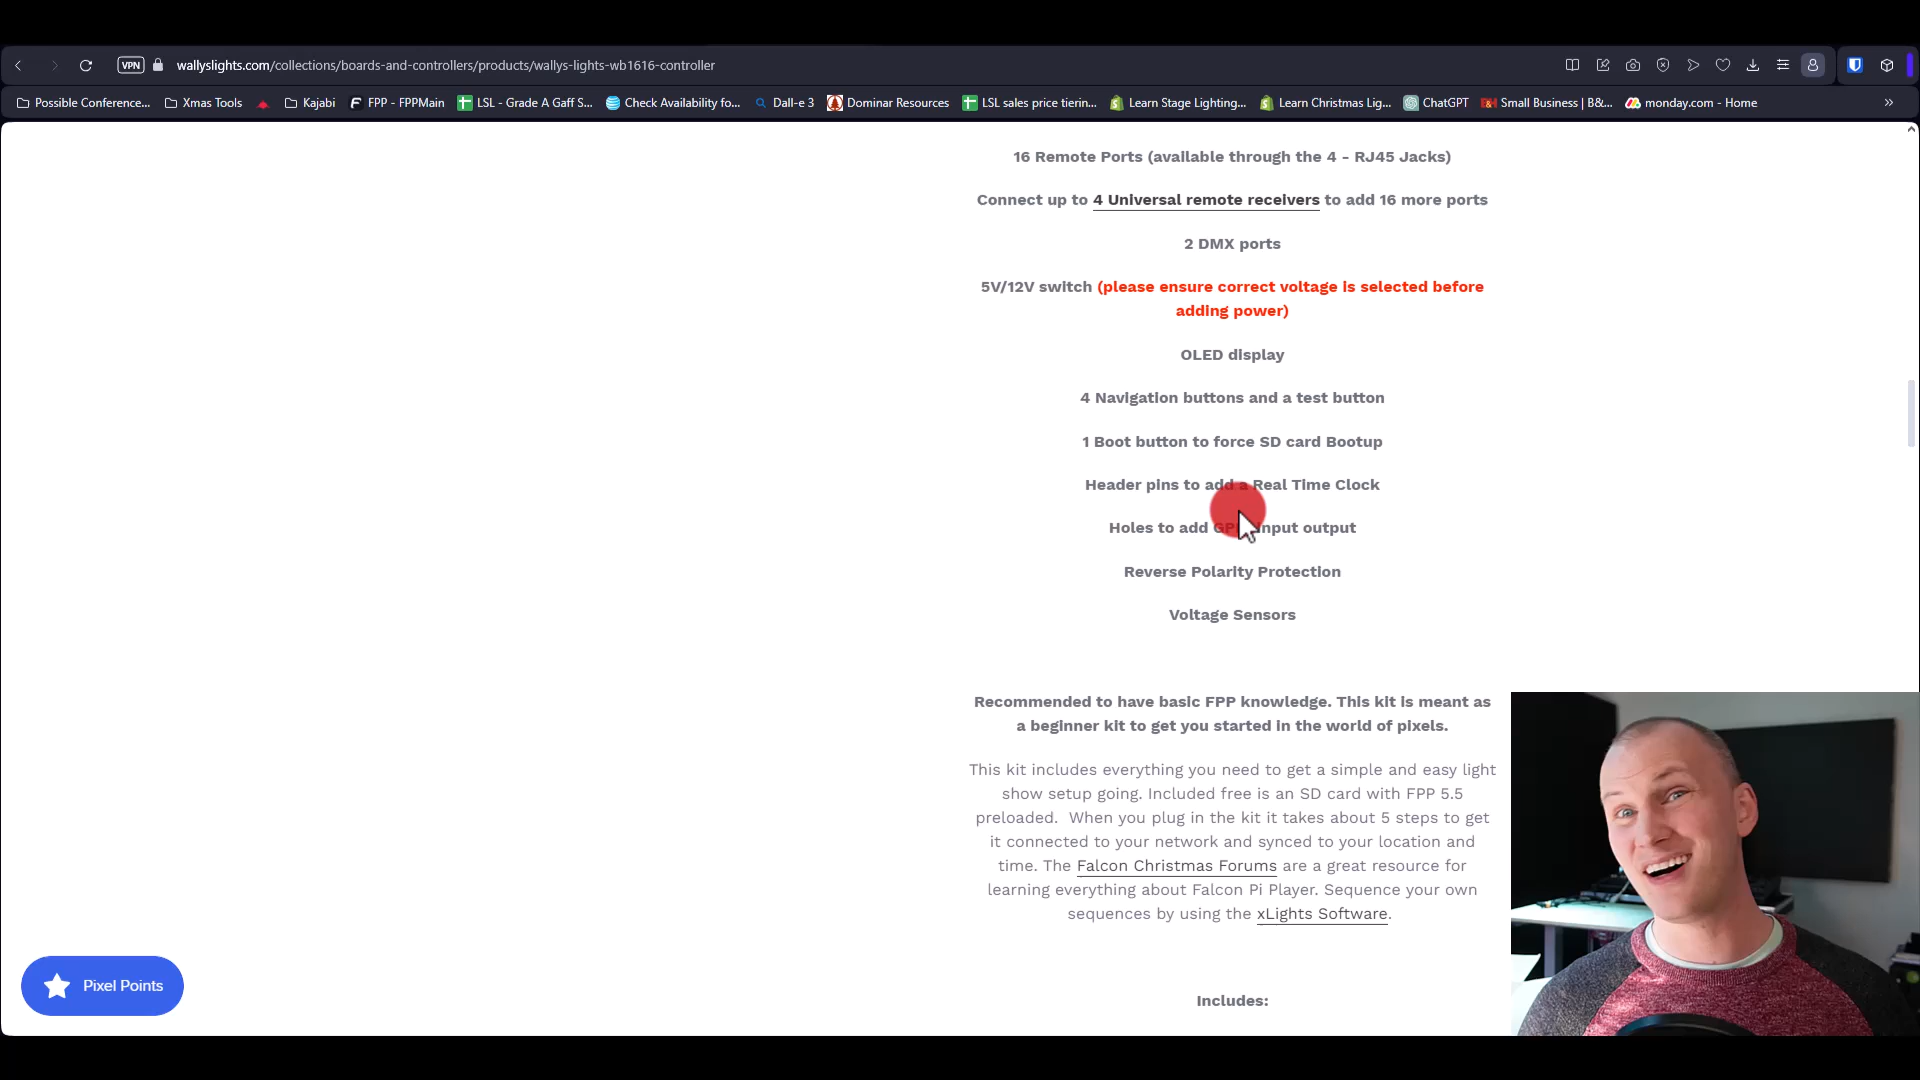 VPN wallyslights.com/collections/boards-and-controllers/products/wallys-lights-wb1616-controller
Possible Conference... Xmas Tools Kajabi FPP - FPPMain LSL - Grade A Gaff S... Check Availability fo... Dall-e 3 Dominar Resources LSL sales price tierin... Learn Stage Lighting... Learn Christmas Lig... ChatGPT Small Business | B&... monday.com - Home
16 Remote Ports (available through the 4 - RJ45 Jacks)
Connect up to 4 Universal remote receivers to add 16 more ports
2 DMX ports
5V/12V switch (please ensure correct voltage is selected before
adding power)
OLED display
4 Navigation buttons and a test button
1 Boot button to force SD card Bootup
Header pins to add a Real Time Clock
Holes to add input output
Reverse Polarity Protection
Voltage Sensors
Recommended to have basic FPP knowledge. This kit is meant as
a beginner kit to get you started in the world of pixels.
This kit includes everything you need to get a simple and easy light
show setup going. Included free is an SD card with FPP 5.5
preloaded. When you plug in the kit it takes about 5 steps to get
it connected to your network and synced to your location and
time. The Falcon Christmas Forums are a great resource for
learning everything about Falcon Pi Player. Sequence your own
sequences by using the xLights Software.
Includes:
Pixel Points